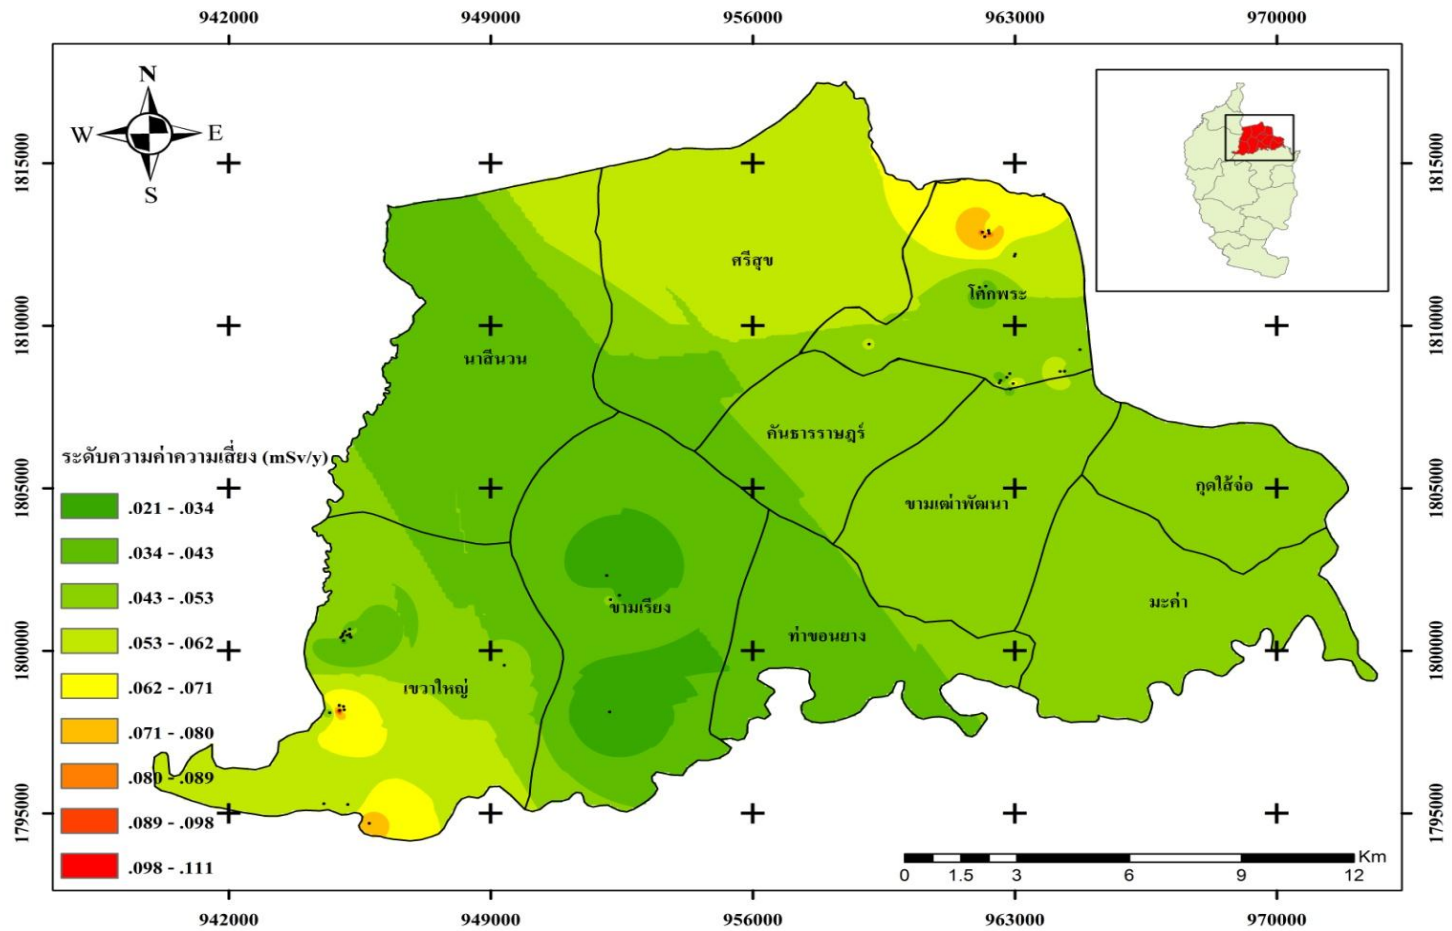 942000 949000 956000 963000 970000
N
W E
S
1815000 1815000
ศรีสุข
โคกพระ
1810000 1810000
นาสีนวน
คันธารราษฎร์
ระดับความค่าความเสี่ยง (mSv/y)
1805000 1805000
กุดใส้จ่อ
ขามเฒ่าพัฒนา
.021 - .034
.034 - .043
.043 - .053
มะค่า
ขามเรียง
ท่าขอนยาง
1800000 1800000
.053 - .062
เขวาใหญ่
.062 - .071
.071 - .080
.080 - .089
1795000 1795000
.089 - .098
.098 - .111
Km
0 1.5 3 6 9 12
942000 949000 956000 963000 970000